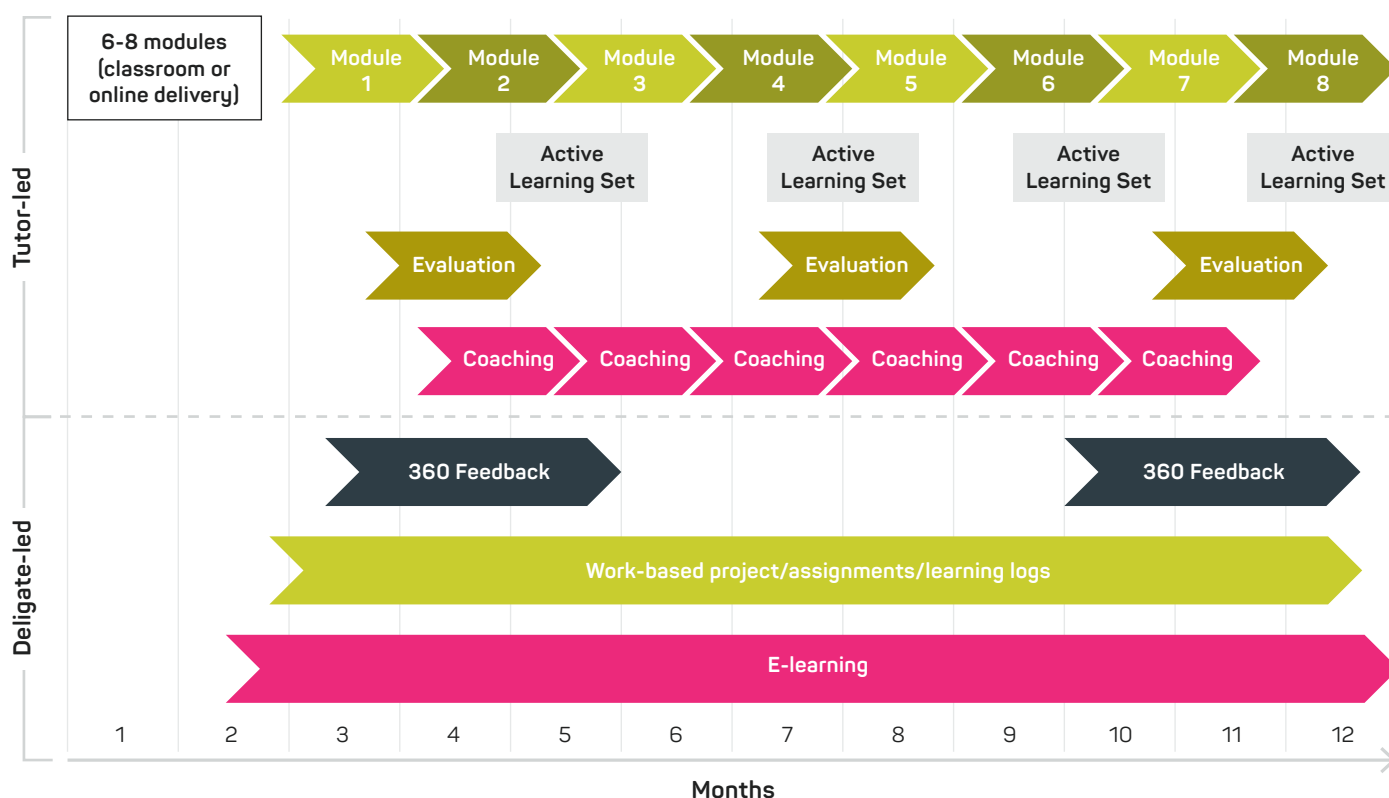 6-8 modules
(classroom or
online delivery)
Module
1
Module
2
Module
3
Module
4
Module
5
Module
6
Module
7
Module
8
Tutor-led
Active
Learning Set
Active
Learning Set
Active
Learning Set
Active
Learning Set
Evaluation
Evaluation
Evaluation
Coaching
Coaching
Coaching
Coaching
Coaching
Coaching
Deligate-led
360 Feedback
360 Feedback
Work-based project/assignments/learning logs
E-learning
1 2 3 4 5 6 7 8 9 10 11 12
Months